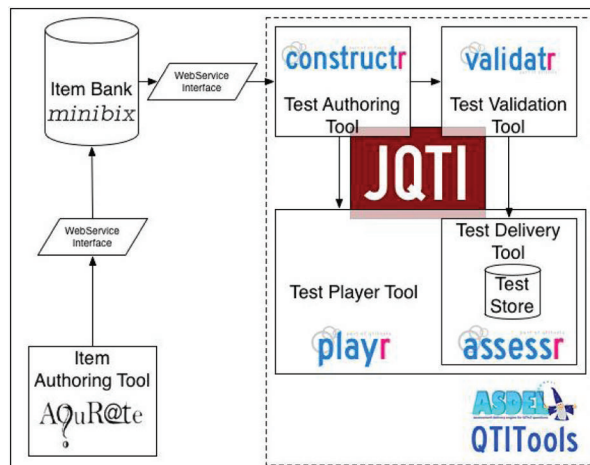 Item Bank
minibix
WebService
Interface
constructr
Test Authoring
Tool
validatr
Test Validation
Tool
JQTI
WebService
Interface
Test Player Tool
playr
Test Delivery
Tool
Test
Store
assessr
Item
Authoring Tool
AQuR@te
ASDEL
QTITools